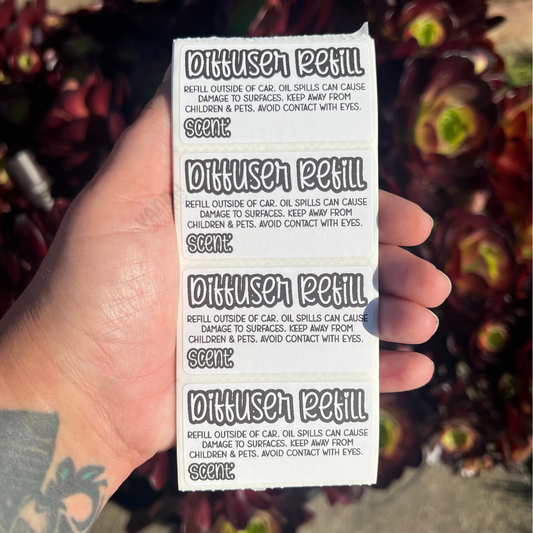 Diffuser Refill
REFILL OUTSIDE OF CAR. OIL SPILLS CAN CAUSE
DAMAGE TO SURFACES. KEEP AWAY FROM
CHILDREN & PETS. AVOID CONTACT WITH EYES.
Scent:
Diffuser Refill
REFILL OUTSIDE OF CAR. OIL SPILLS CAN CAUSE
DAMAGE TO SURFACES. KEEP AWAY FROM
CHILDREN & PETS. AVOID CONTACT WITH EYES.
Scent:
Diffuser Refill
REFILL OUTSIDE OF CAR. OIL SPILLS CAN CAUSE
DAMAGE TO SURFACES. KEEP AWAY FROM
CHILDREN & PETS. AVOID CONTACT WITH EYES.
Scent:
Diffuser Refill
REFILL OUTSIDE OF CAR. OIL SPILLS CAN CAUSE
DAMAGE TO SURFACES. KEEP AWAY FROM
CHILDREN & PETS. AVOID CONTACT WITH EYES.
Scent: